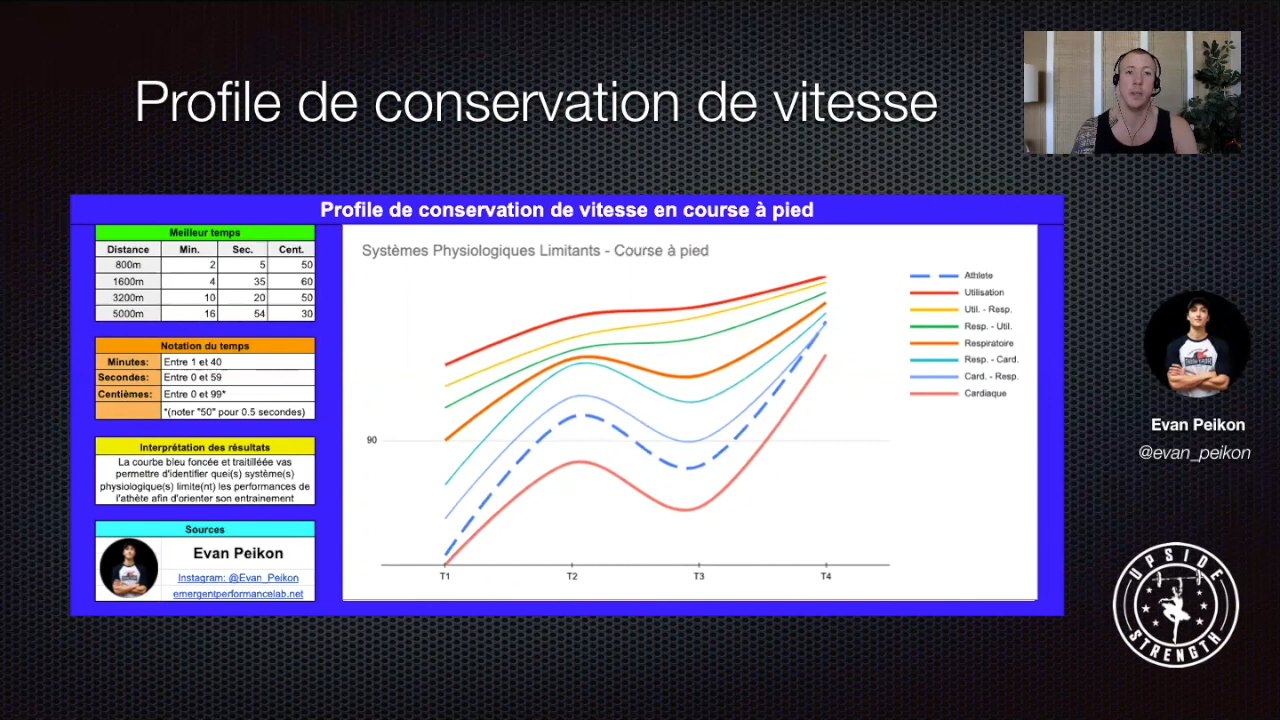 Profile de conservation de vitesse
Profile de conservation de vitesse en course à pied
Meilleur temps
Distance Min. Sec. Cent.
800m 2 5 50
1600m 4 35 60
3200m 10 20 50
5000m 16 54 30
Notation du temps
Minutes: Entre 1 et 40
Secondes: Entre 0 et 59
Centièmes: Entre 0 et 99*
*(noter "50" pour 0.5 secondes)
Interprétation des résultats
La courbe bleu foncée et traitillééé vas
permettre d'identifier quel(s) système(s)
physiologique(s) limite(nt) les performances de
l'athète afin d'orienter son entrainement
Sources
Evan Peikon
Instagram: @Evan_Peikon
emergentperformancelab.net
Systèmes Physiologiques Limitants - Course à pied
Athlete
Utilisation
Util. - Resp.
Resp. - Util.
Respiratoire
Resp. - Card.
Card. - Resp.
Cardiaque
90
T1 T2 T3 T4
Evan Peikon
@evan_peikon
UPSIDE
STRENGTH